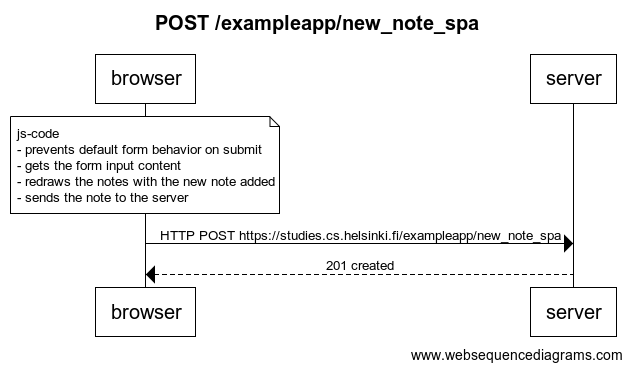 POST /exampleapp/new_note_spa
browser
server
js-code
- prevents default form behavior on submit
- gets the form input content
- redraws the notes with the new note added
- sends the note to the server
HTTP POST https://studies.cs.helsinki.fi/exampleapp/new_note_spa
201 created
browser
server
www.websequencediagrams.com